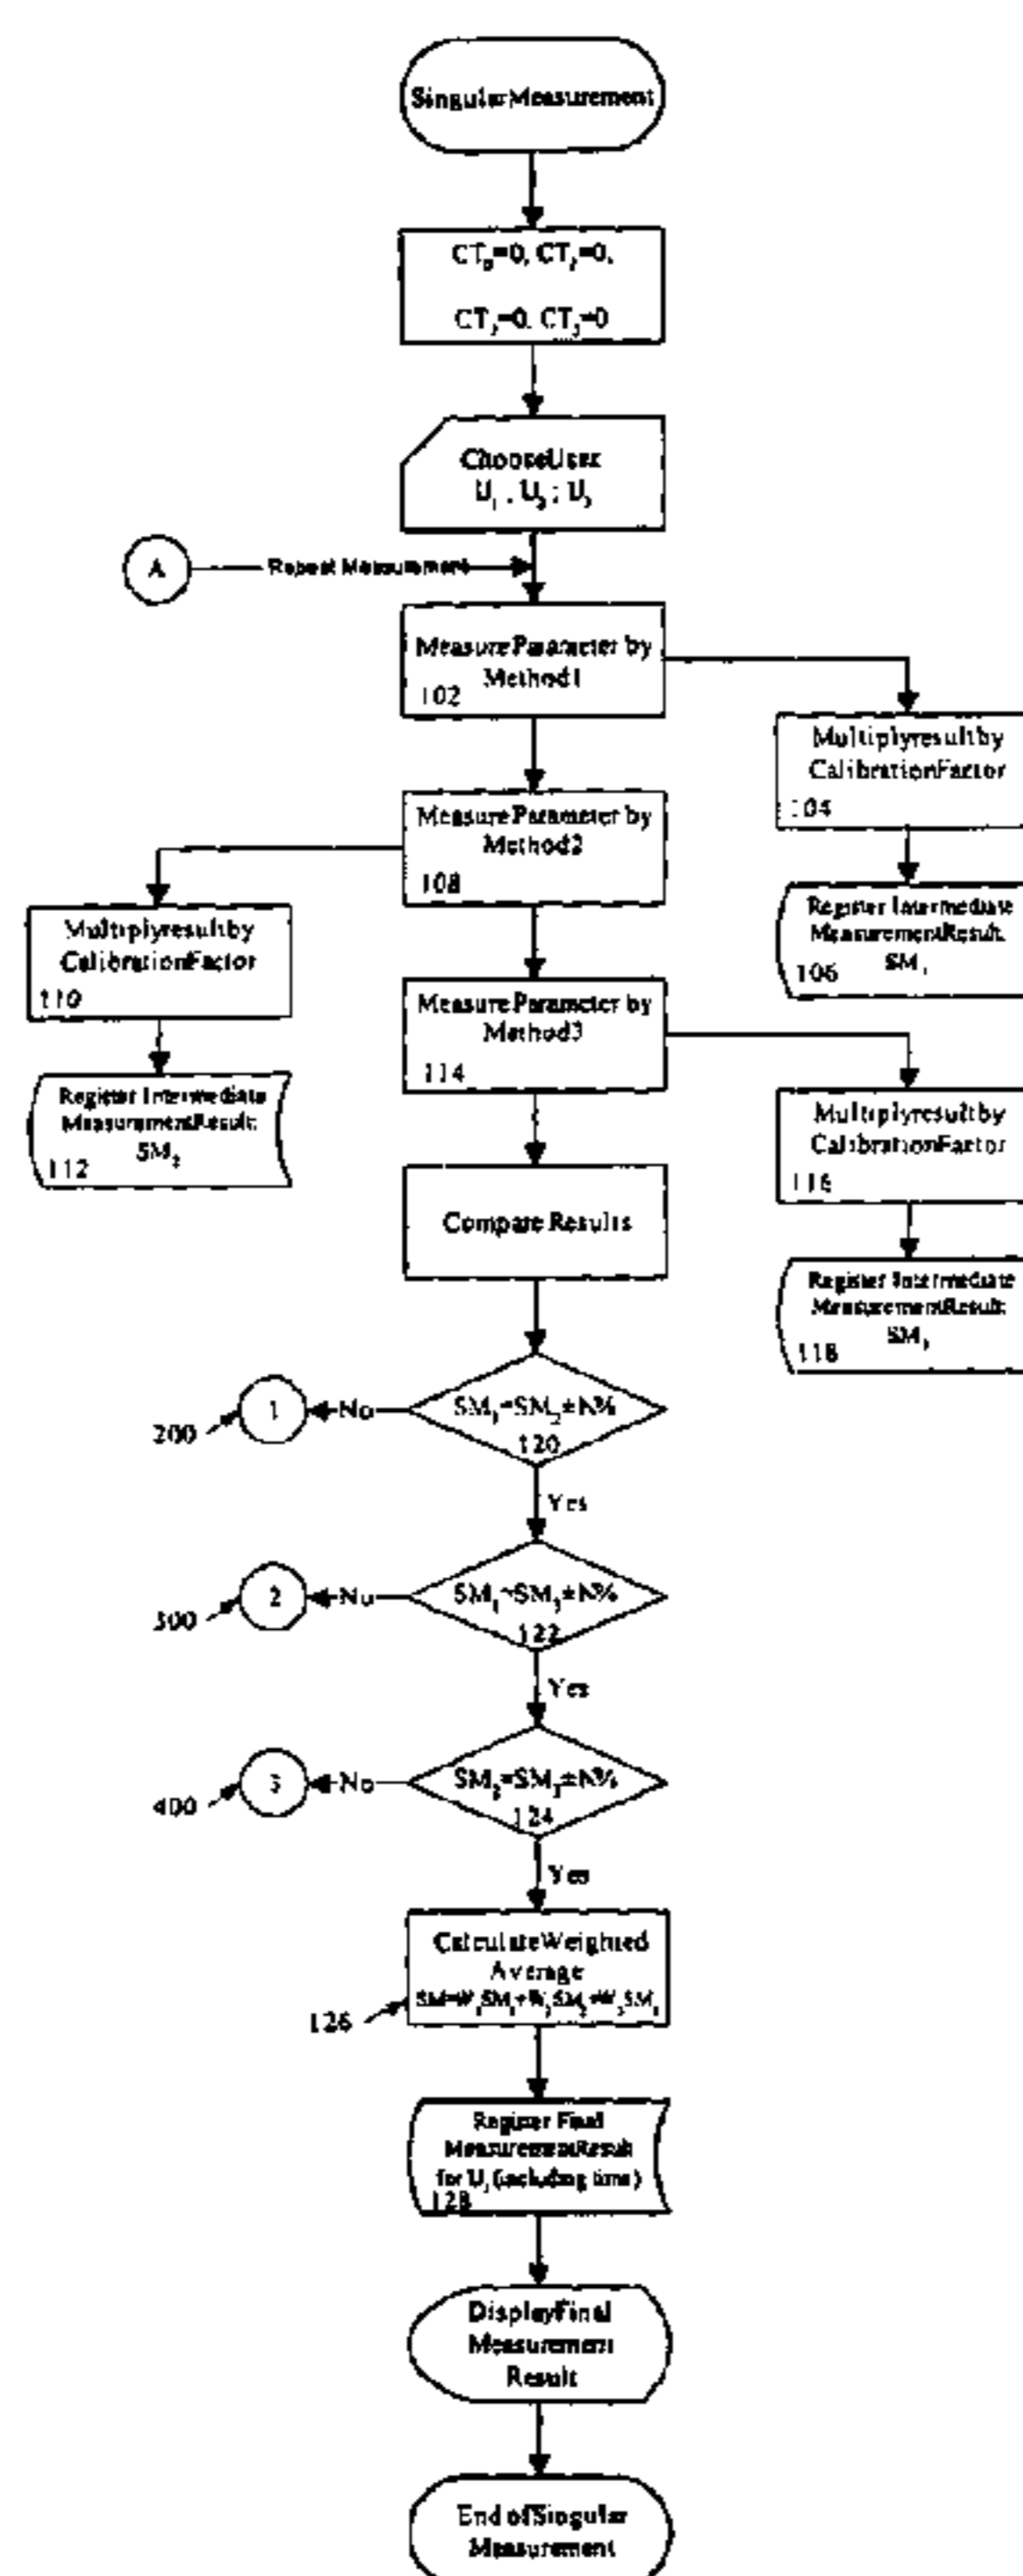 Singular Measurement
CT₀=0, CT₁=0,
CT₂=0, CT₃=0
Choose User
U₁ , U₂ ; U₃
A
Repeat Measurement
Measure Parameter by
Method1
102
Multiply result by
Calibration Factor
104
Register Intermediate
Measurement Result:
SM₁
106
Measure Parameter by
Method2
108
Multiply result by
Calibration Factor
110
Register Intermediate
Measurement Result:
SM₂
112
Measure Parameter by
Method3
114
Multiply result by
Calibration Factor
116
Register Intermediate
Measurement Result:
SM₃
118
Compare Results
SM₁=SM₂±N%
120
No
1
200
Yes
SM₁=SM₃±N%
122
No
2
300
Yes
SM₂=SM₃±N%
124
No
3
400
Yes
Calculate Weighted
Average
SM=W₁SM₁+W₂SM₂+W₃SM₃
126
Register Final
Measurement Result
for U (including time)
128
Display Final
Measurement
Result
End of Singular
Measurement